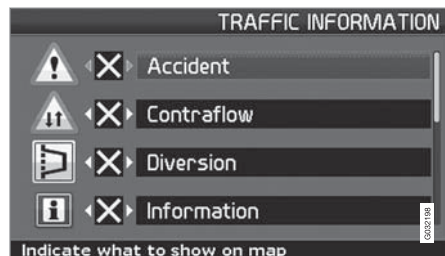 TRAFFIC INFORMATION
Accident
Contraflow
Diversion
Information
G032198
Indicate what to show on map